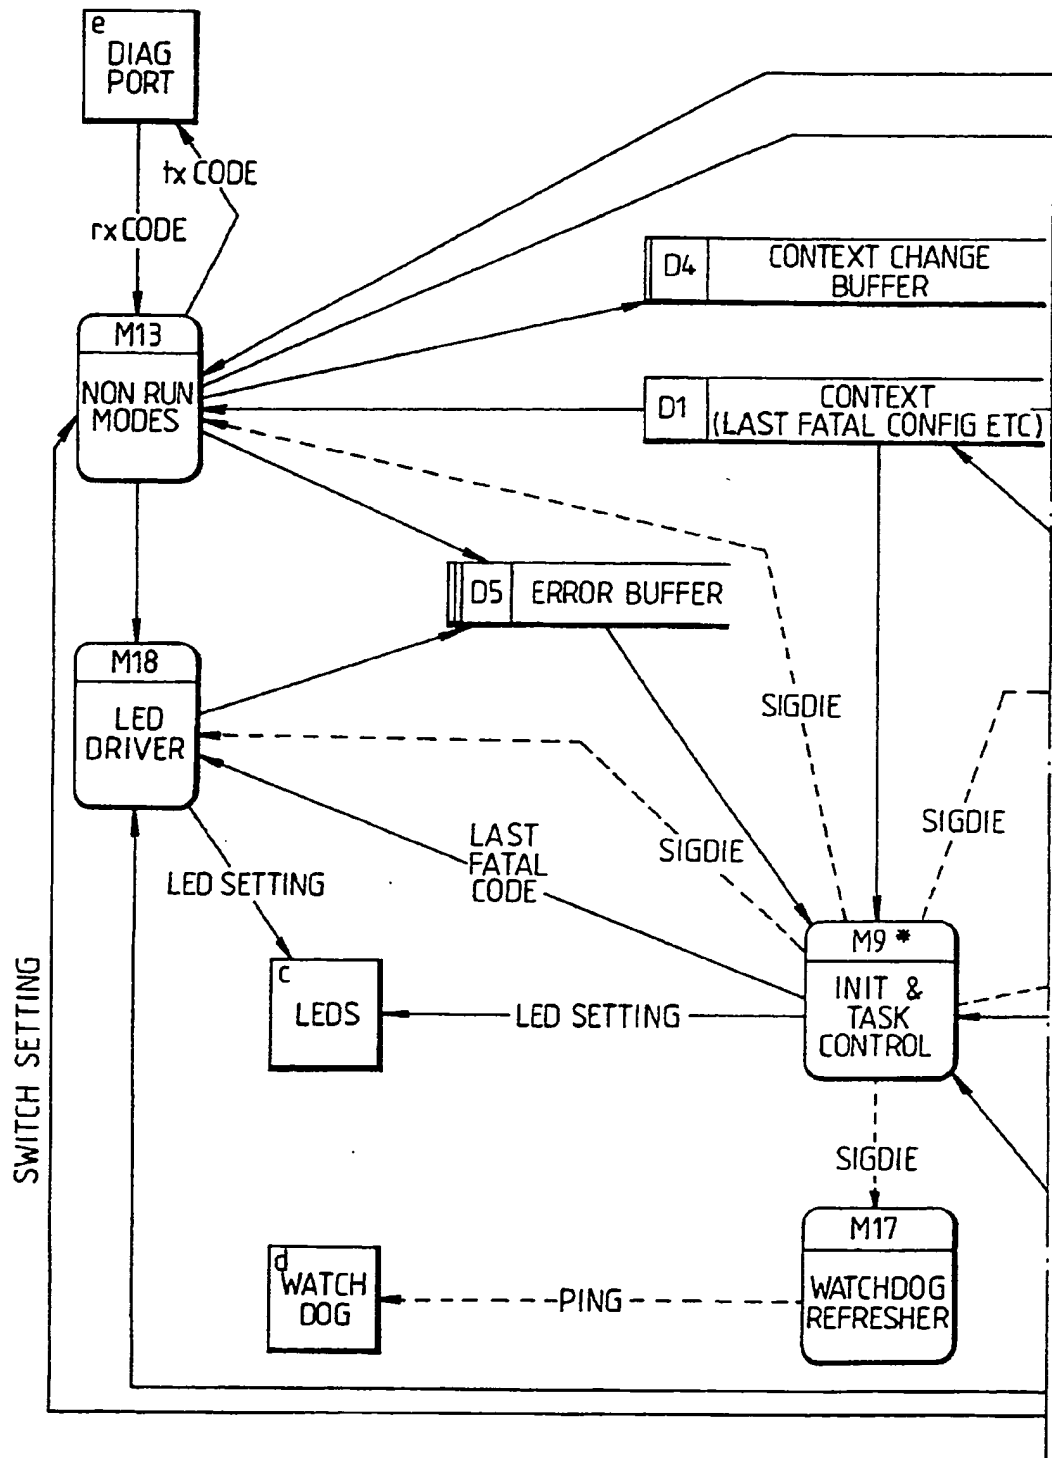 e
DIAG
PORT
tx CODE
rx CODE
D4
CONTEXT CHANGE
BUFFER
M13
NON RUN
MODES
D1
CONTEXT
(LAST FATAL CONFIG ETC)
D5
ERROR BUFFER
M18
LED
DRIVER
SIGDIE
SIGDIE
SIGDIE
LAST
FATAL
CODE
LED SETTING
M9 *
INIT &
TASK
CONTROL
c
LEDS
LED SETTING
SWITCH SETTING
SIGDIE
M17
WATCHDOG
REFRESHER
d
WATCH
DOG
PING